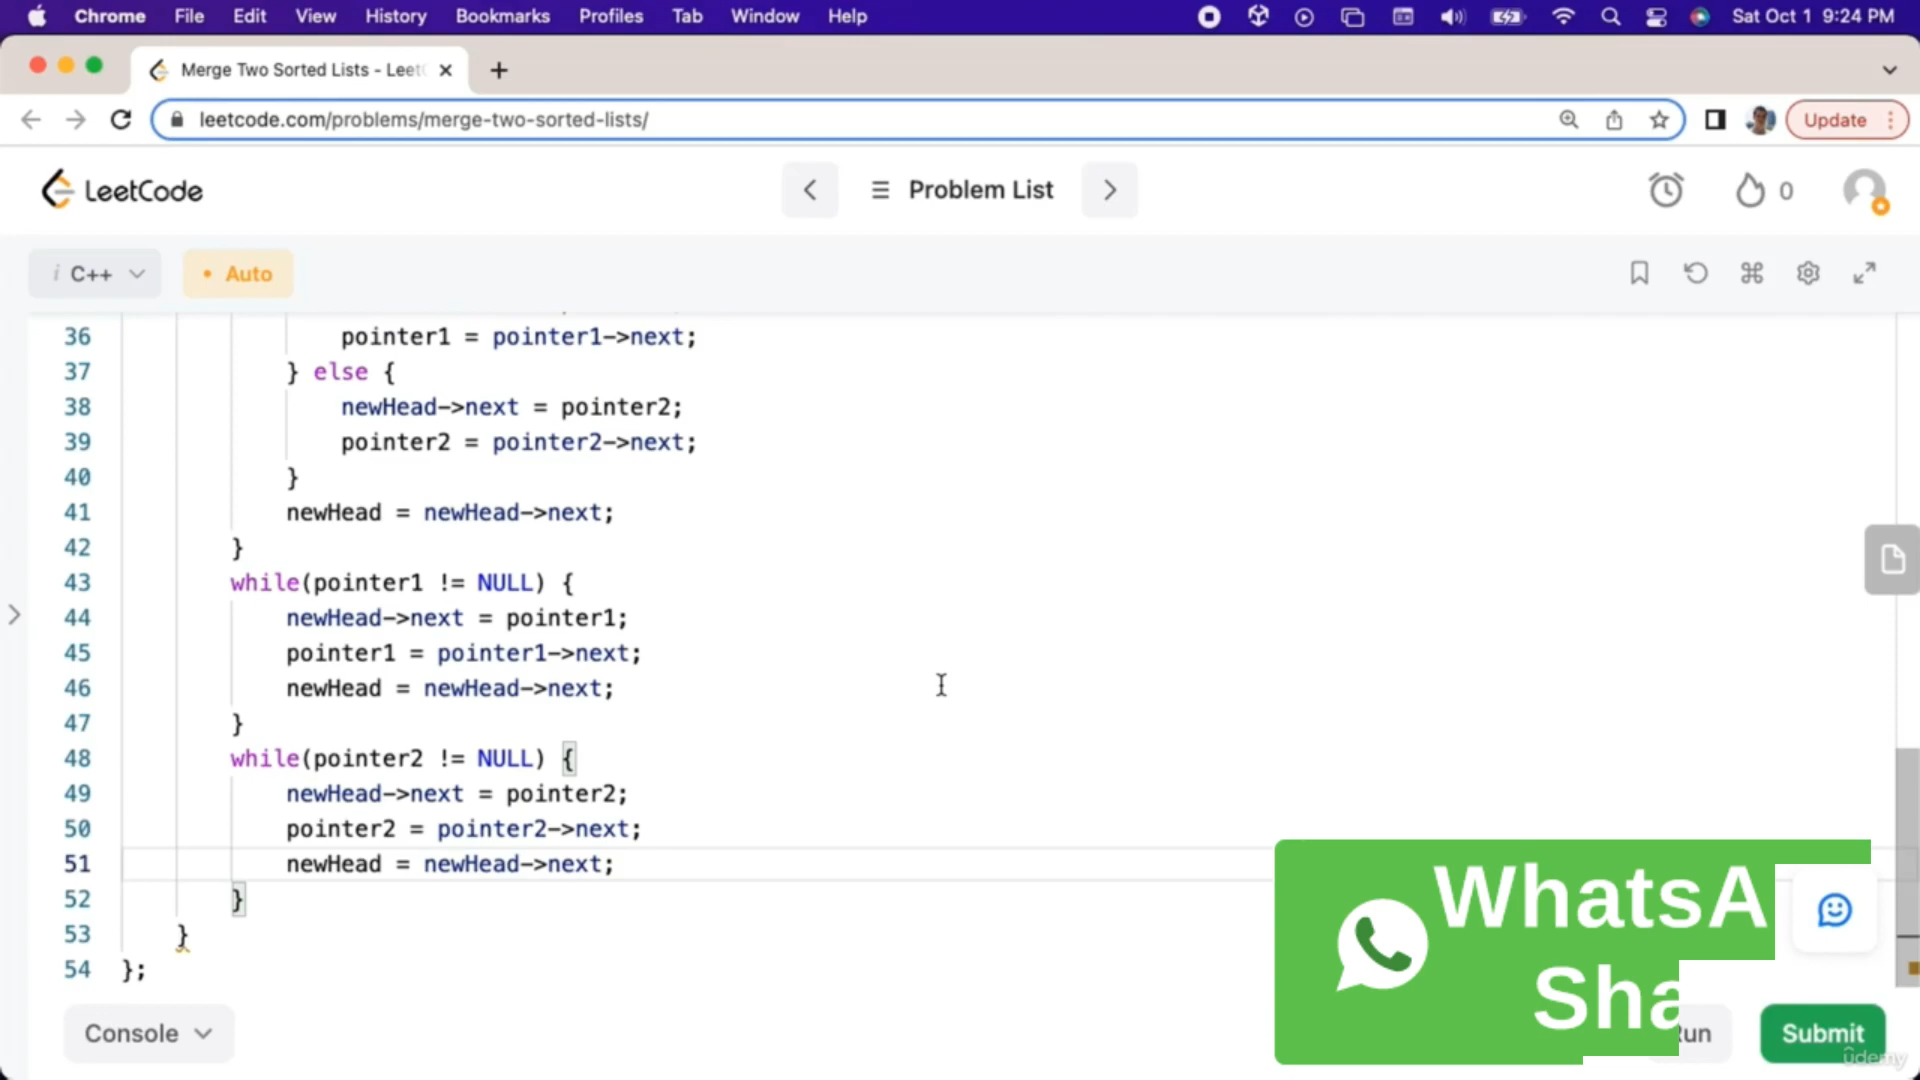 Chrome File Edit View History Bookmarks Profiles Tab Window Help Sat Oct 1 9:24 PM
Merge Two Sorted Lists - Leet
leetcode.com/problems/merge-two-sorted-lists/ Update
LeetCode Problem List 0
i C++ Auto
36 pointer1 = pointer1->next;
37 } else {
38 newHead->next = pointer2;
39 pointer2 = pointer2->next;
40 }
41 newHead = newHead->next;
42 }
43 while(pointer1 != NULL) {
44 newHead->next = pointer1;
45 pointer1 = pointer1->next;
46 newHead = newHead->next;
47 }
48 while(pointer2 != NULL) {
49 newHead->next = pointer2;
50 pointer2 = pointer2->next;
51 newHead = newHead->next;
52 }
53 }
54 };
WhatsA
Sha
Console un Submit
ûdemy